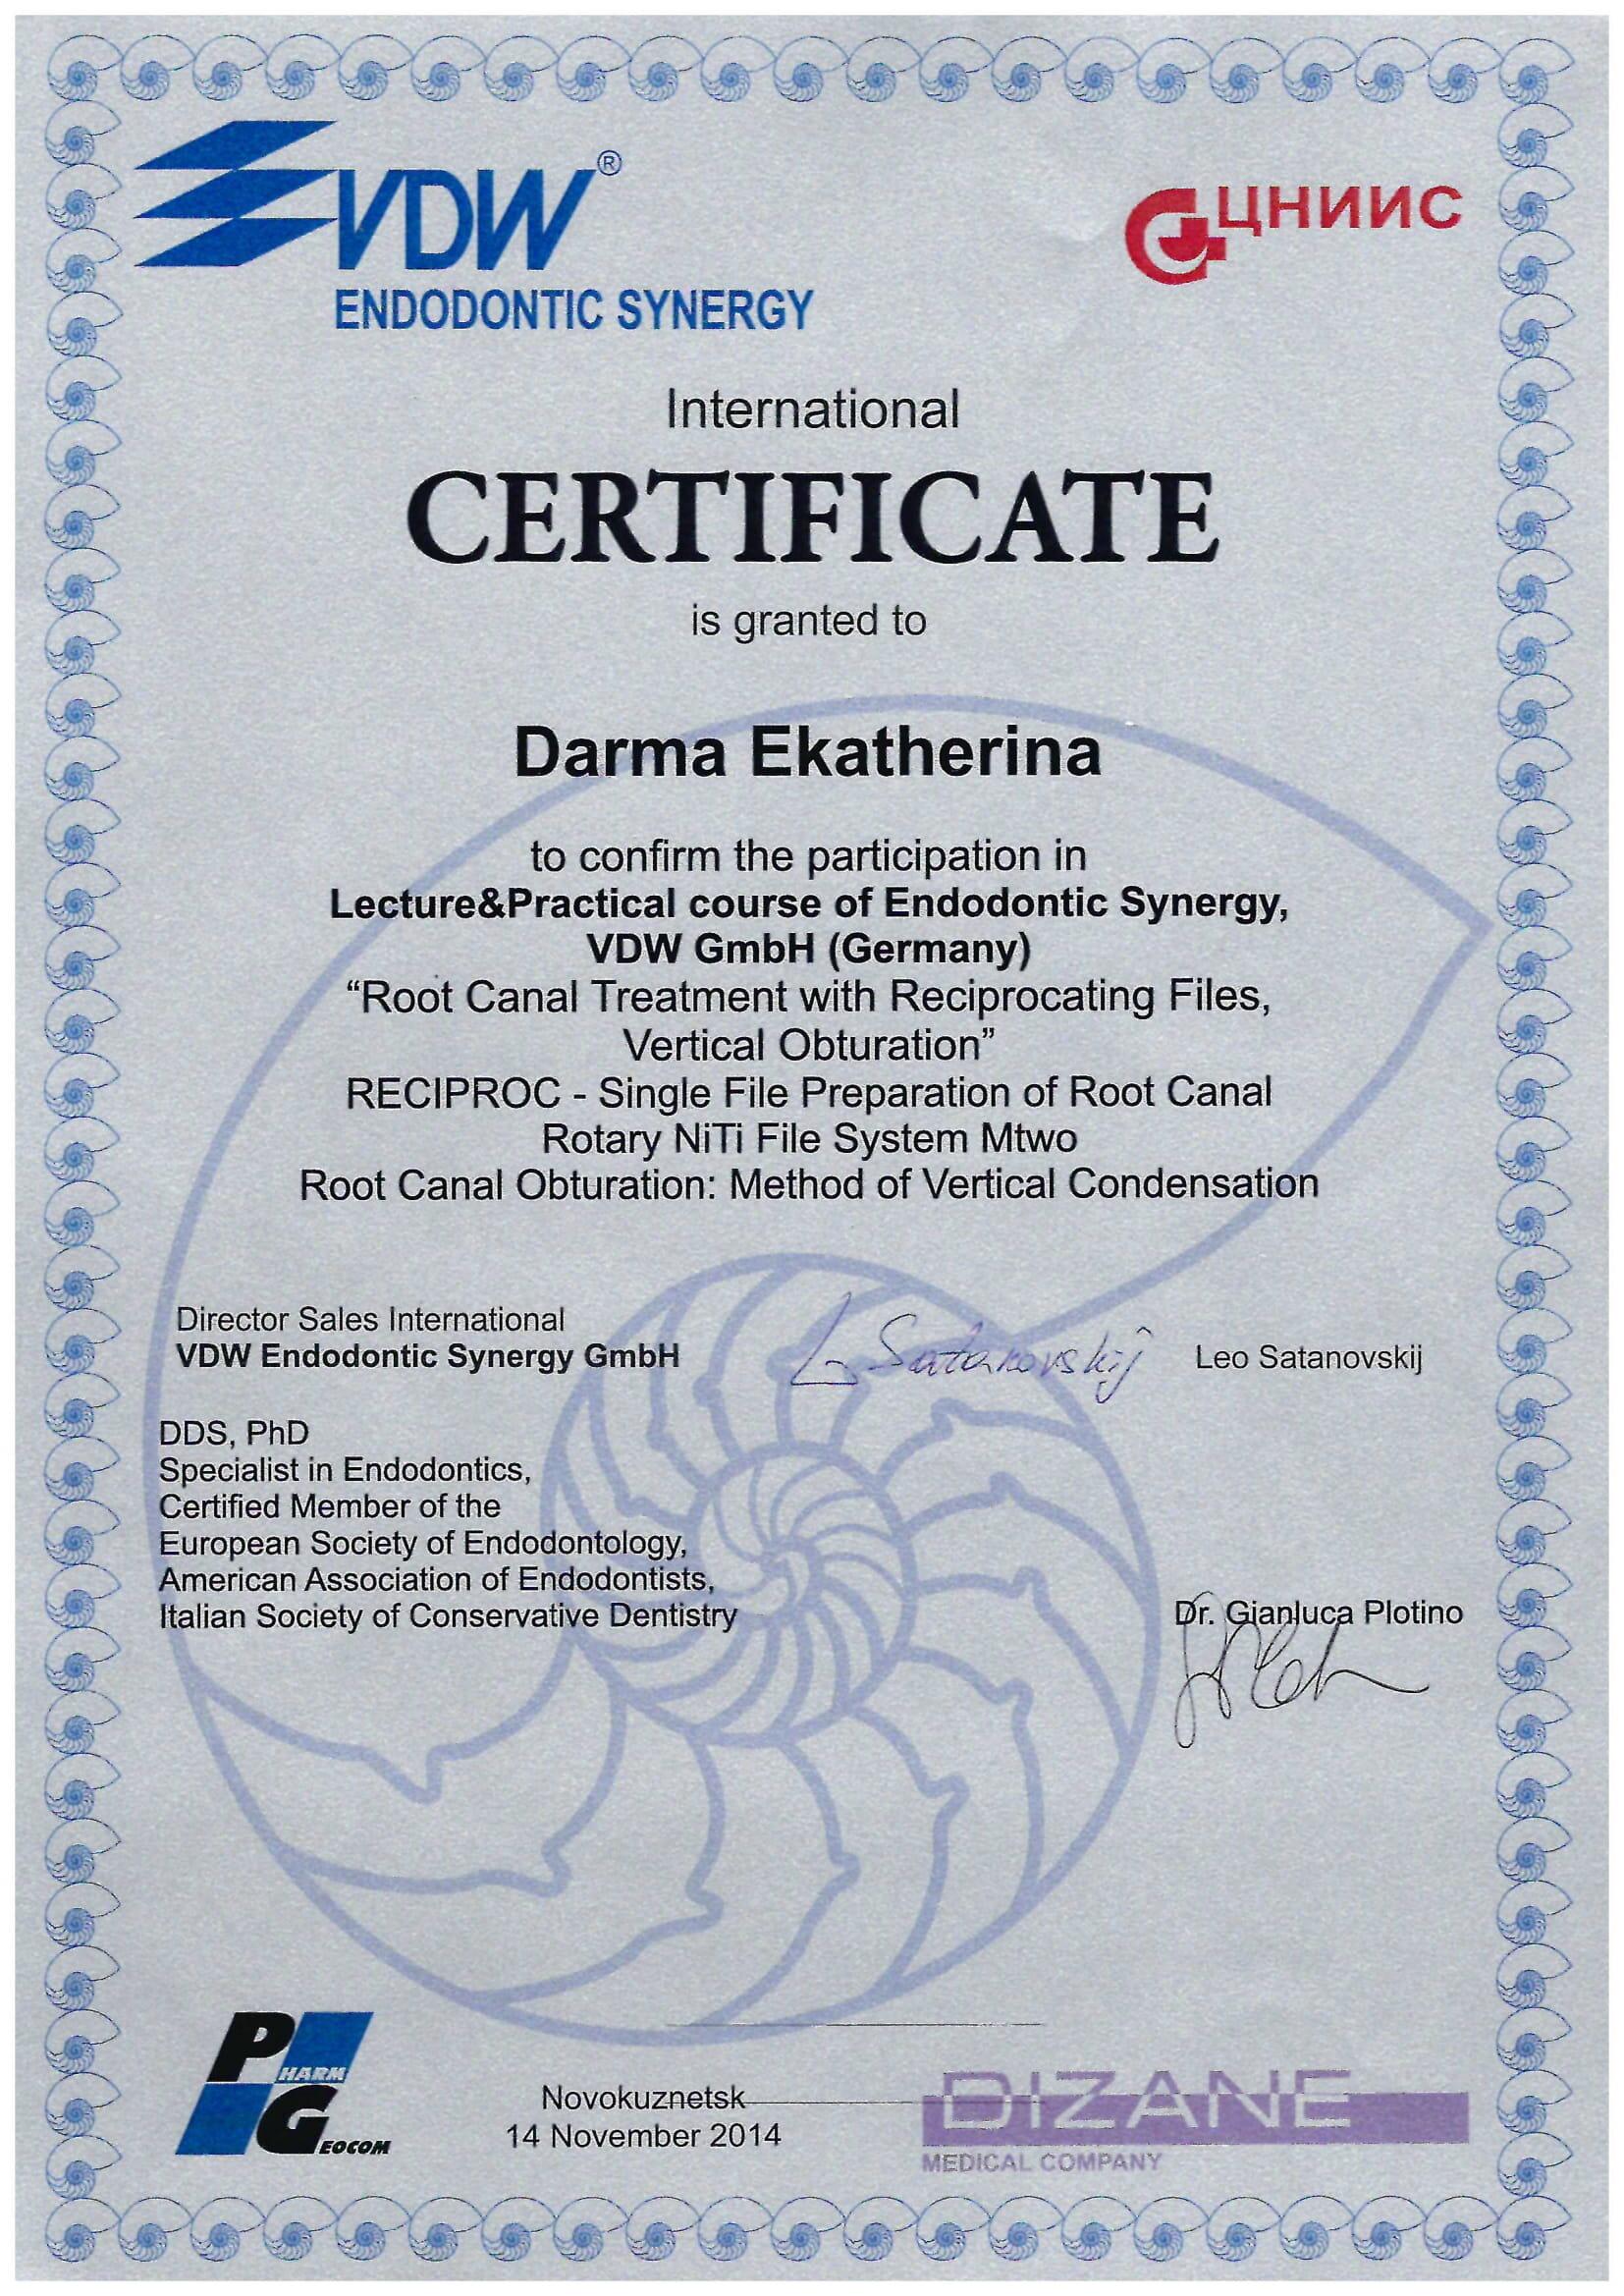 VDW®
ENDODONTIC SYNERGY
ЦНИИС
International
CERTIFICATE
is granted to
Darma Ekatherina
to confirm the participation in
Lecture&Practical course of Endodontic Synergy,
VDW GmbH (Germany)
“Root Canal Treatment with Reciprocating Files,
Vertical Obturation”
RECIPROC - Single File Preparation of Root Canal
Rotary NiTi File System Mtwo
Root Canal Obturation: Method of Vertical Condensation
Director Sales International
VDW Endodontic Synergy GmbH
L Satanovskij
Leo Satanovskij
DDS, PhD
Specialist in Endodontics,
Certified Member of the
European Society of Endodontology,
American Association of Endodontists,
Italian Society of Conservative Dentistry
Dr. Gianluca Plotino
PHARM
GEOCOM
Novokuznetsk
14 November 2014
DIZANE
MEDICAL COMPANY